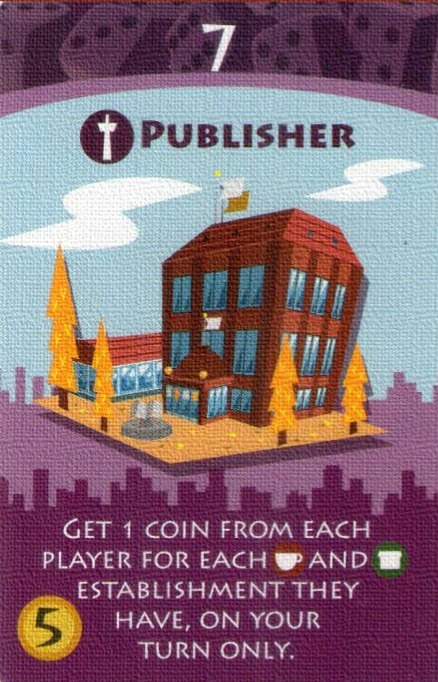 7
PUBLISHER
GET 1 COIN FROM EACH
PLAYER FOR EACH AND
ESTABLISHMENT THEY
HAVE, ON YOUR
TURN ONLY.
5